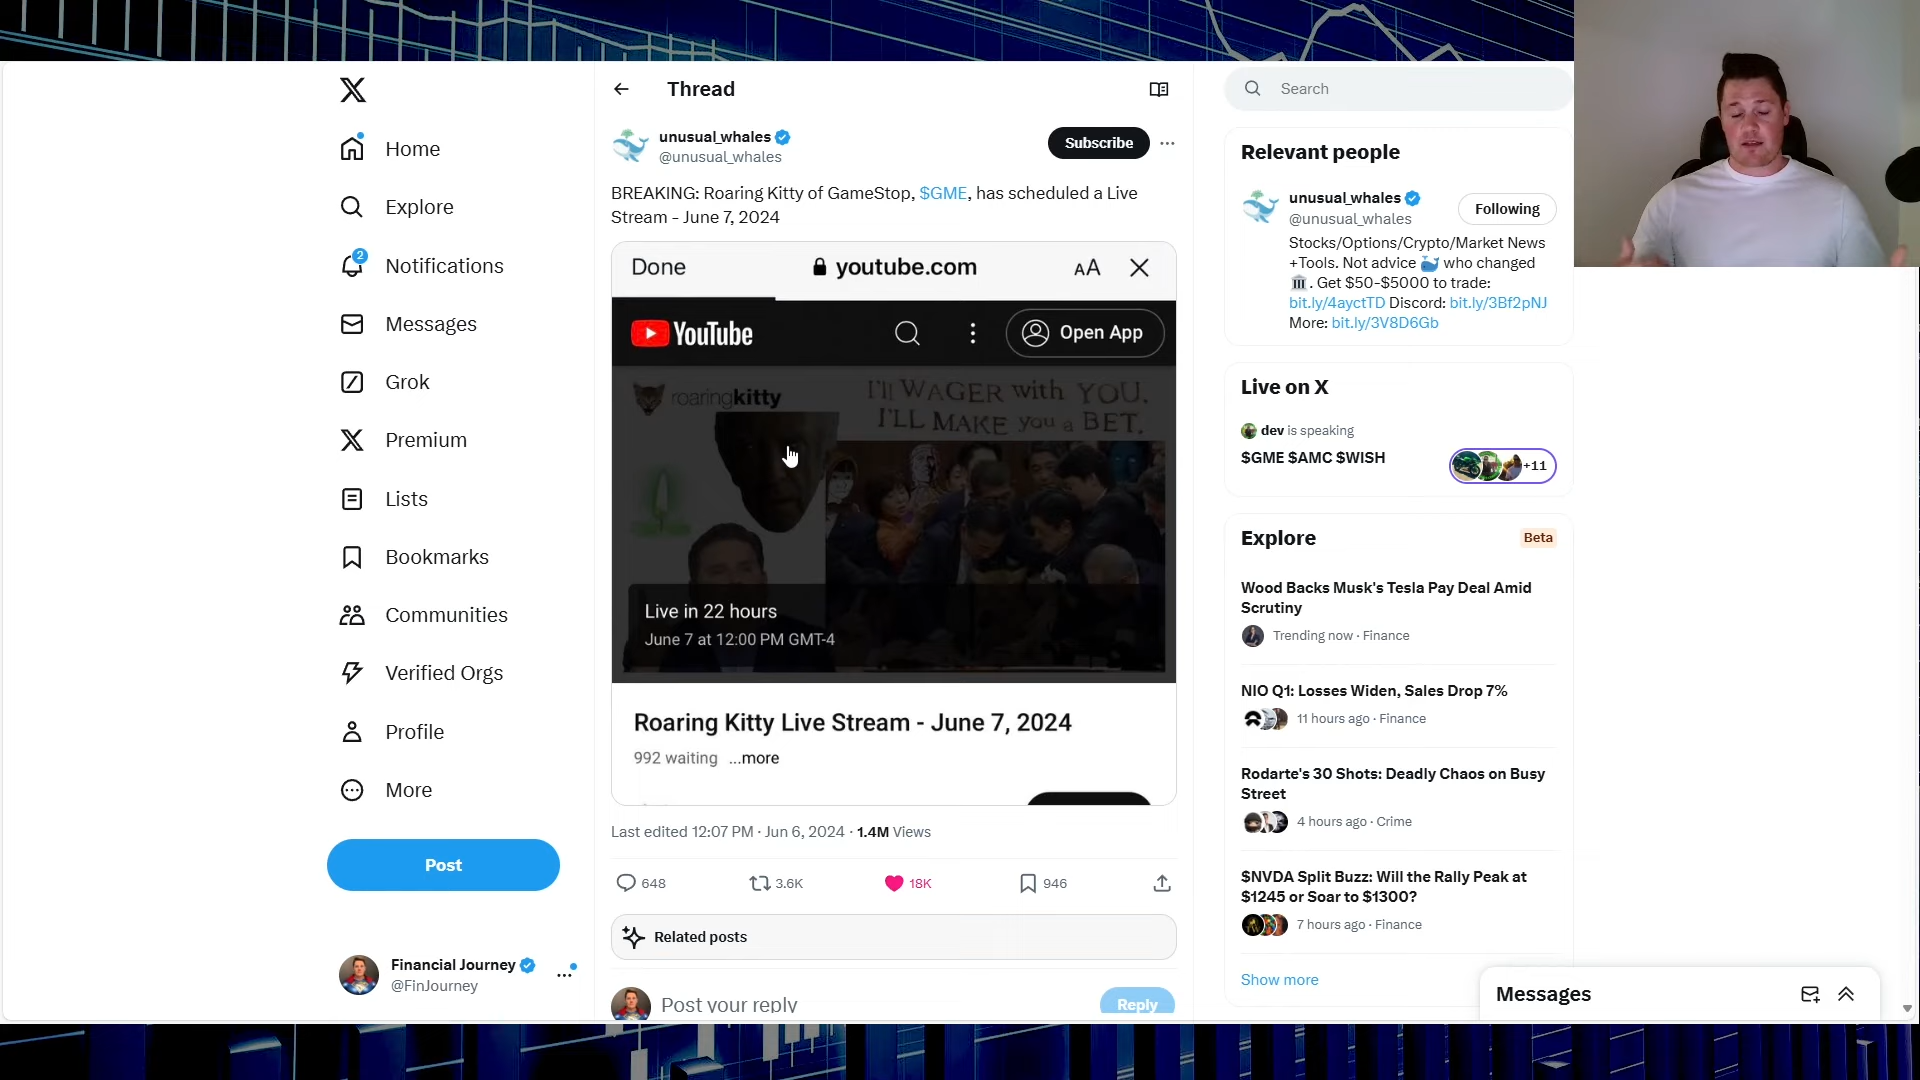 Home
Explore
2
Notifications
Messages
Grok
Premium
Lists
Bookmarks
Communities
Verified Orgs
Profile
More
Post
Financial Journey
@FinJourney
Thread
unusual_whales
@unusual_whales
Subscribe
BREAKING: Roaring Kitty of GameStop, $GME, has scheduled a Live
Stream - June 7, 2024
Done
youtube.com
AA
YouTube
Open App
roaringkitty
I'll WAGER with YOU.
I'LL MAKE you a BET.
Live in 22 hours
June 7 at 12:00 PM GMT-4
Roaring Kitty Live Stream - June 7, 2024
992 waiting ...more
Last edited 12:07 PM · Jun 6, 2024 · 1.4M Views
648
3.6K
18K
946
Related posts
Post your reply
Reply
Search
Relevant people
unusual_whales
@unusual_whales
Following
Stocks/Options/Crypto/Market News
+Tools. Not advice 🐳 who changed
🏛. Get $50-$5000 to trade:
bit.ly/4ayctTD Discord: bit.ly/3Bf2pNJ
More: bit.ly/3V8D6Gb
Live on X
dev is speaking
$GME $AMC $WISH
+11
Explore
Beta
Wood Backs Musk's Tesla Pay Deal Amid
Scrutiny
Trending now · Finance
NIO Q1: Losses Widen, Sales Drop 7%
11 hours ago · Finance
Rodarte's 30 Shots: Deadly Chaos on Busy
Street
4 hours ago · Crime
$NVDA Split Buzz: Will the Rally Peak at
$1245 or Soar to $1300?
7 hours ago · Finance
Show more
Messages